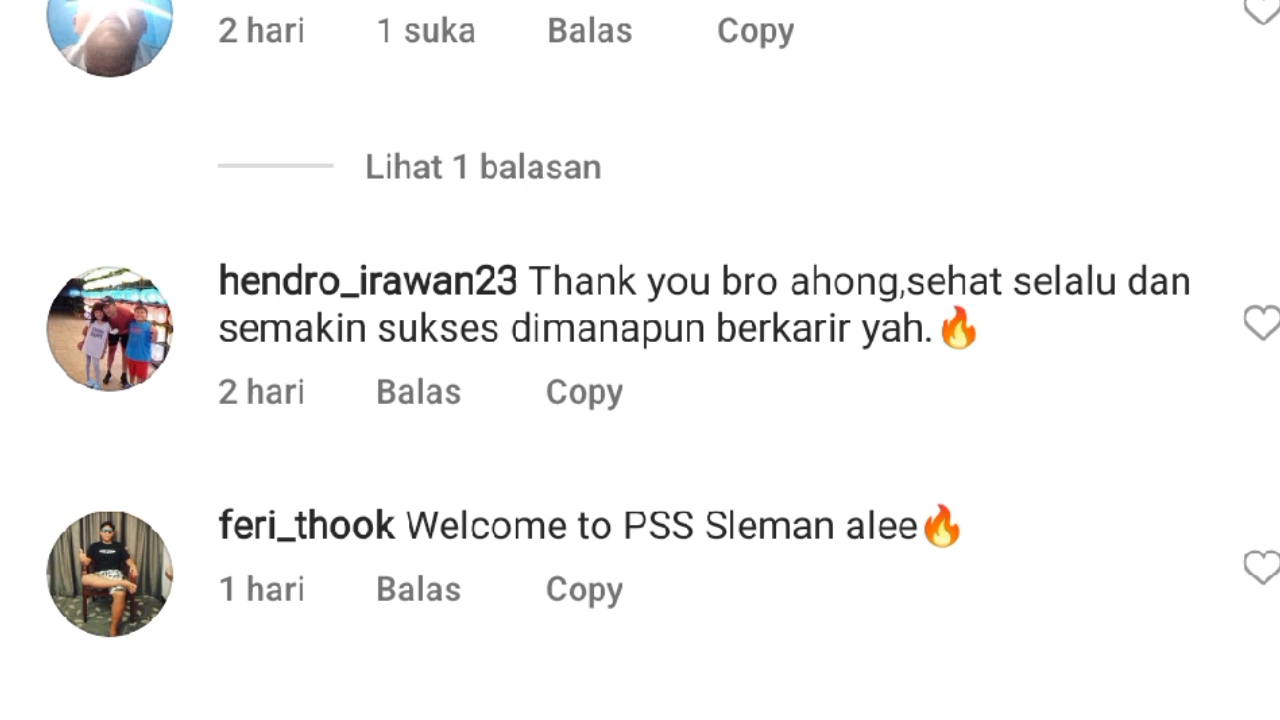 2 hari 1 suka Balas Copy
Lihat 1 balasan
hendro_irawan23 Thank you bro ahong,sehat selalu dan
semakin sukses dimanapun berkarir yah.🔥
2 hari Balas Copy
feri_thook Welcome to PSS Sleman alee🔥
1 hari Balas Copy